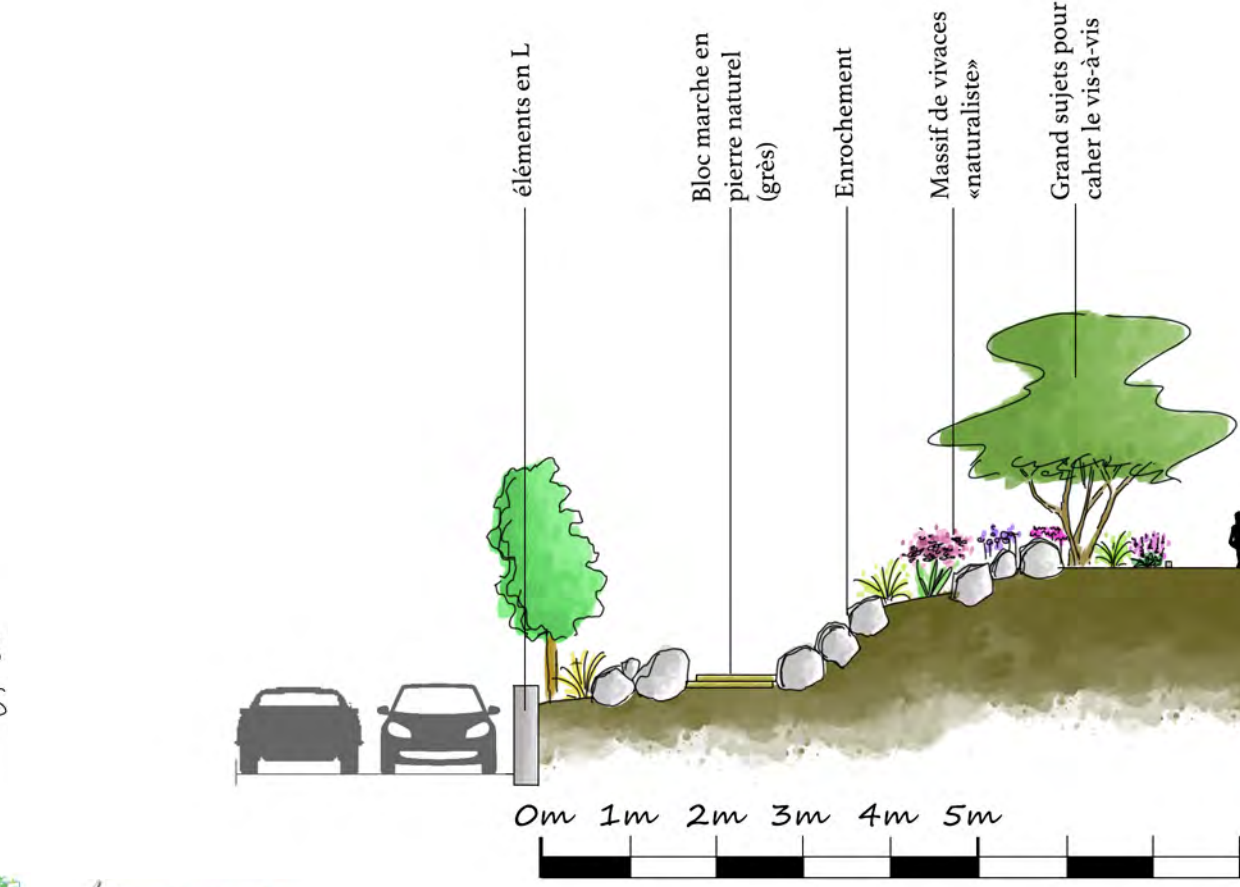 éléments en L
Bloc marche en
pierre naturel
(grès)
Enrochement
Massif de vivaces
«naturaliste»
Grand sujets pour
caher le vis-à-vis
0m 1m 2m 3m 4m 5m